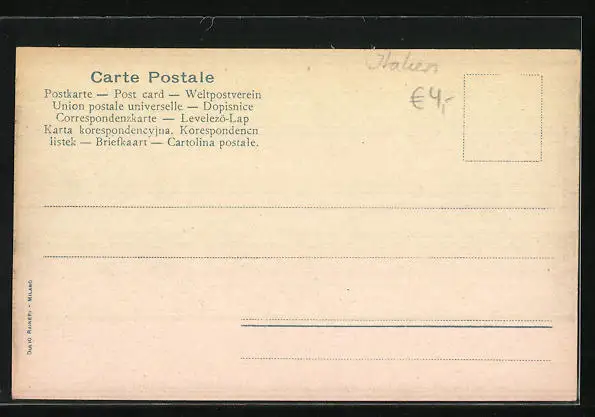 Italien
€4,-
Carte Postale
Postkarte — Post card — Weltpostverein
Union postale universelle — Dopisnice
Correspondenzkarte — Levelezö-Lap
Karta korespondencyjna. Korespondencn
listek — Briefkaart — Cartolina postale.
- MILANO